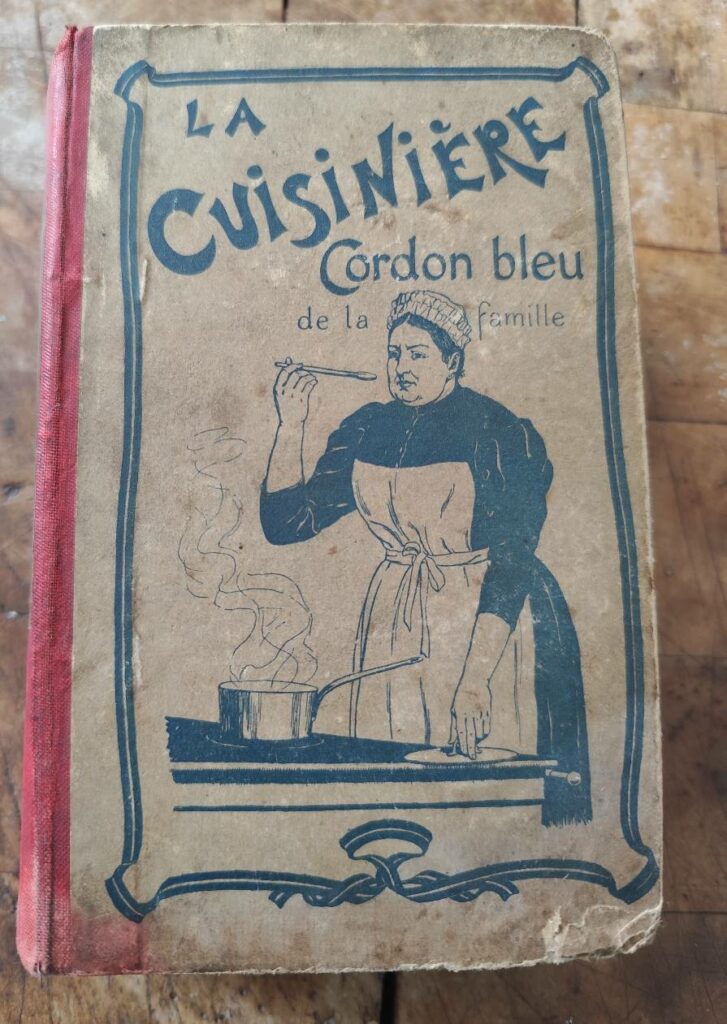 LA
CUISINIÈRE
Cordon bleu
de la famille